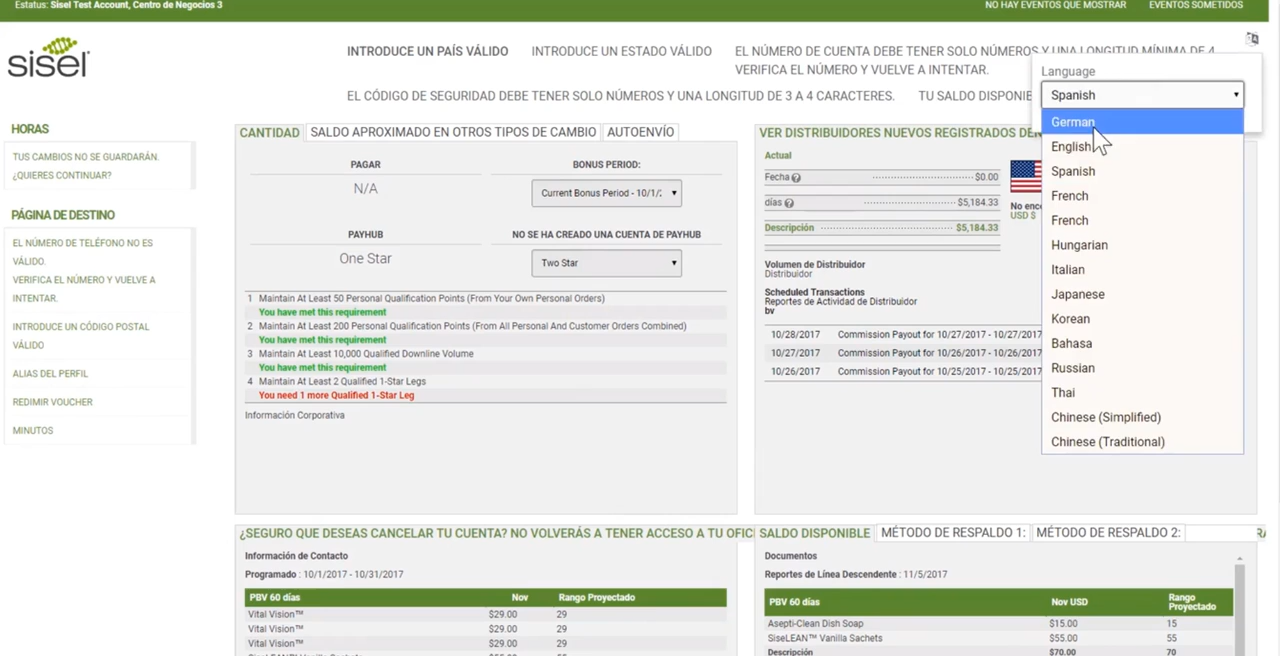 Estatus: Sisel Test Account, Centro de Negocios 3
NO HAY EVENTOS QUE MOSTRAR
EVENTOS SOMETIDOS
sisel
INTRODUCE UN PAÍS VÁLIDO
INTRODUCE UN ESTADO VÁLIDO
EL NÚMERO DE CUENTA DEBE TENER SOLO NÚMEROS Y UNA LONGITUD MÍNIMA DE 4
VERIFICA EL NÚMERO Y VUELVE A INTENTAR.
EL CÓDIGO DE SEGURIDAD DEBE TENER SOLO NÚMEROS Y UNA LONGITUD DE 3 A 4 CARACTERES.
TU SALDO DISPONIB
Language
Spanish
German
English
Spanish
French
French
Hungarian
Italian
Japanese
Korean
Bahasa
Russian
Thai
Chinese (Simplified)
Chinese (Traditional)
HORAS
TUS CAMBIOS NO SE GUARDARÁN.
¿QUIERES CONTINUAR?
PÁGINA DE DESTINO
EL NÚMERO DE TELÉFONO NO ES
VÁLIDO.
VERIFICA EL NÚMERO Y VUELVE A
INTENTAR.
INTRODUCE UN CÓDIGO POSTAL
VÁLIDO
ALIAS DEL PERFIL
REDIMIR VOUCHER
MINUTOS
CANTIDAD
SALDO APROXIMADO EN OTROS TIPOS DE CAMBIO
AUTOENVÍO
PAGAR
N/A
BONUS PERIOD:
Current Bonus Period - 10/1/
PAYHUB
One Star
NO SE HA CREADO UNA CUENTA DE PAYHUB
Two Star
1 Maintain At Least 50 Personal Qualification Points (From Your Own Personal Orders)
You have met this requirement
2 Maintain At Least 200 Personal Qualification Points (From All Personal And Customer Orders Combined)
You have met this requirement
3 Maintain At Least 10,000 Qualified Downline Volume
You have met this requirement
4 Maintain At Least 2 Qualified 1-Star Legs
You need 1 more Qualified 1-Star Leg
Información Corporativa
VER DISTRIBUIDORES NUEVOS REGISTRADOS DEN
Actual
Fecha $0.00
días $5,184.33
Descripción $5,184.33
No enc
USD $
Volumen de Distribuidor
Distribuidor
Scheduled Transactions
Reportes de Actividad de Distribuidor
bv
10/28/2017 Commission Payout for 10/27/2017 - 10/27/2017
10/27/2017 Commission Payout for 10/26/2017 - 10/26/2017
10/26/2017 Commission Payout for 10/25/2017 - 10/25/2017
¿SEGURO QUE DESEAS CANCELAR TU CUENTA? NO VOLVERÁS A TENER ACCESO A TU OFICI
Información de Contacto
Programado : 10/1/2017 - 10/31/2017
PBV 60 días Nov Rango Proyectado
Vital Vision™ $29.00 29
Vital Vision™ $29.00 29
Vital Vision™ $29.00 29
SALDO DISPONIBLE
MÉTODO DE RESPALDO 1:
MÉTODO DE RESPALDO 2:
Documentos
Reportes de Línea Descendente : 11/5/2017
PBV 60 días Nov USD Rango
Proyectado
Asepti-Clean Dish Soap $15.00 15
SiseLEAN™ Vanilla Sachets $55.00 55
Descripción $70.00 70